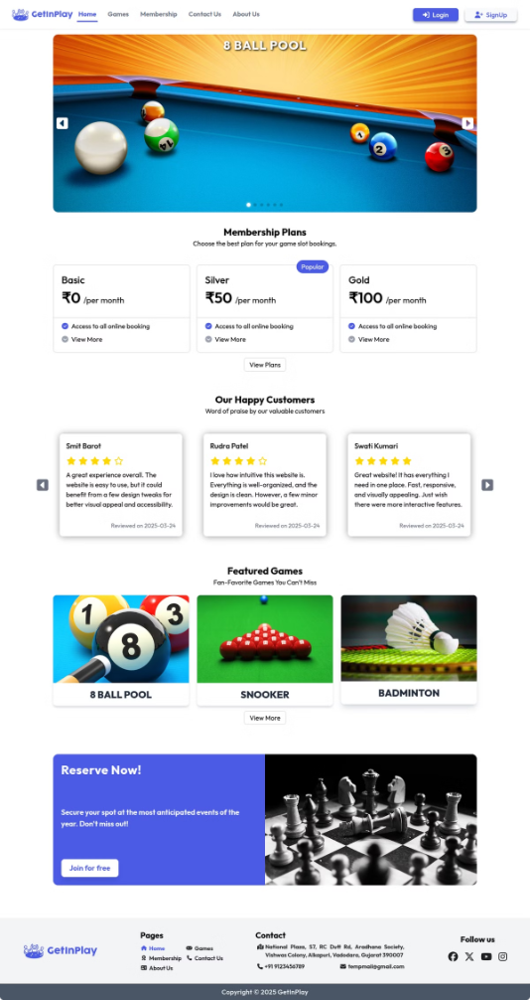 GetInPlay Home Games Membership Contact Us About Us Login SignUp
8 BALL POOL
14
1
2
3
Membership Plans
Choose the best plan for your game slot bookings.
Popular
Basic
₹0 /per month
Access to all online booking
View More
Silver
₹50 /per month
Access to all online booking
View More
Gold
₹100 /per month
Access to all online booking
View More
View Plans
Our Happy Customers
Word of praise by our valuable customers
Smit Barot
A great experience overall. The
website is easy to use, but it could
benefit from a few design tweaks for
better visual appeal and accessibility.
Reviewed on 2025-03-24
Rudra Patel
I love how intuitive this website is.
Everything is well-organized, and the
design is clean. However, a few minor
improvements would be great.
Reviewed on 2025-03-24
Swati Kumari
Great website! It has everything I
need in one place. Fast, responsive,
and visually appealing. Just wish
there were more interactive features.
Reviewed on 2025-03-24
Featured Games
Fan-Favorite Games You Can't Miss
1
3
8
8 BALL POOL
SNOOKER
BADMINTON
View More
Reserve Now!
Secure your spot at the most anticipated events of the
year. Don't miss out!
Join for free
GetInPlay
Pages
Home Games
Membership Contact Us
About Us
Contact
National Plaza, 57, RC Dutt Rd, Aradhana Society,
Vishwas Colony, Alkapuri, Vadodara, Gujarat 390007
+91 9123456789 tempmail@gmail.com
Follow us
Copyright © 2025 GetInPlay